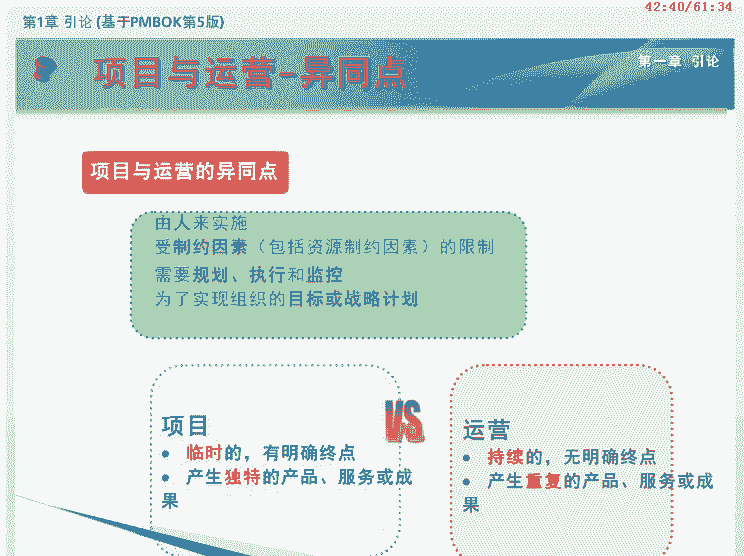 42:40/61:34
第1章 引论 (基于PMBOK第5版)
项目与运营-异同点
第一章 引论
项目与运营的异同点
由人来实施
受制约因素（包括资源制约因素）的限制
需要规划、执行和监控
为了实现组织的目标或战略计划
VS
项目
● 临时的，有明确终点
● 产生独特的产品、服务或成
果
运营
● 持续的，无明确终点
● 产生重复的产品、服务或成
果